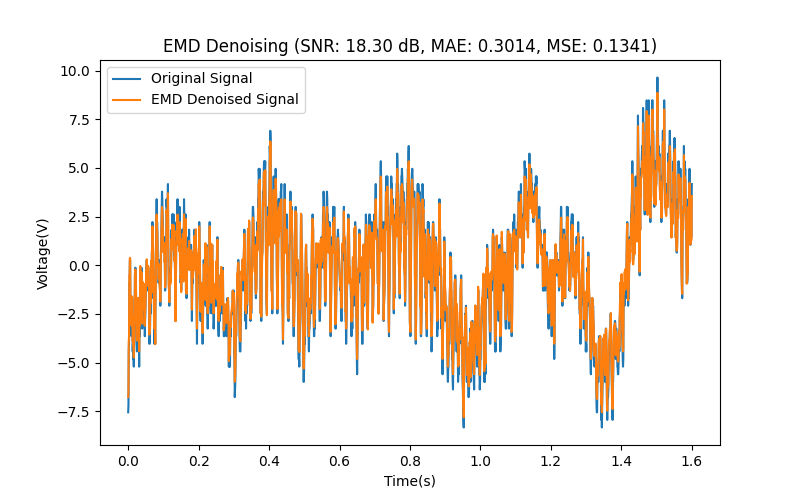 EMD Denoising (SNR: 18.30 dB, MAE: 0.3014, MSE: 0.1341)
Original Signal
EMD Denoised Signal
10.0
7.5
5.0
2.5
0.0
−2.5
−5.0
−7.5
Voltage(V)
0.0 0.2 0.4 0.6 0.8 1.0 1.2 1.4 1.6
Time(s)